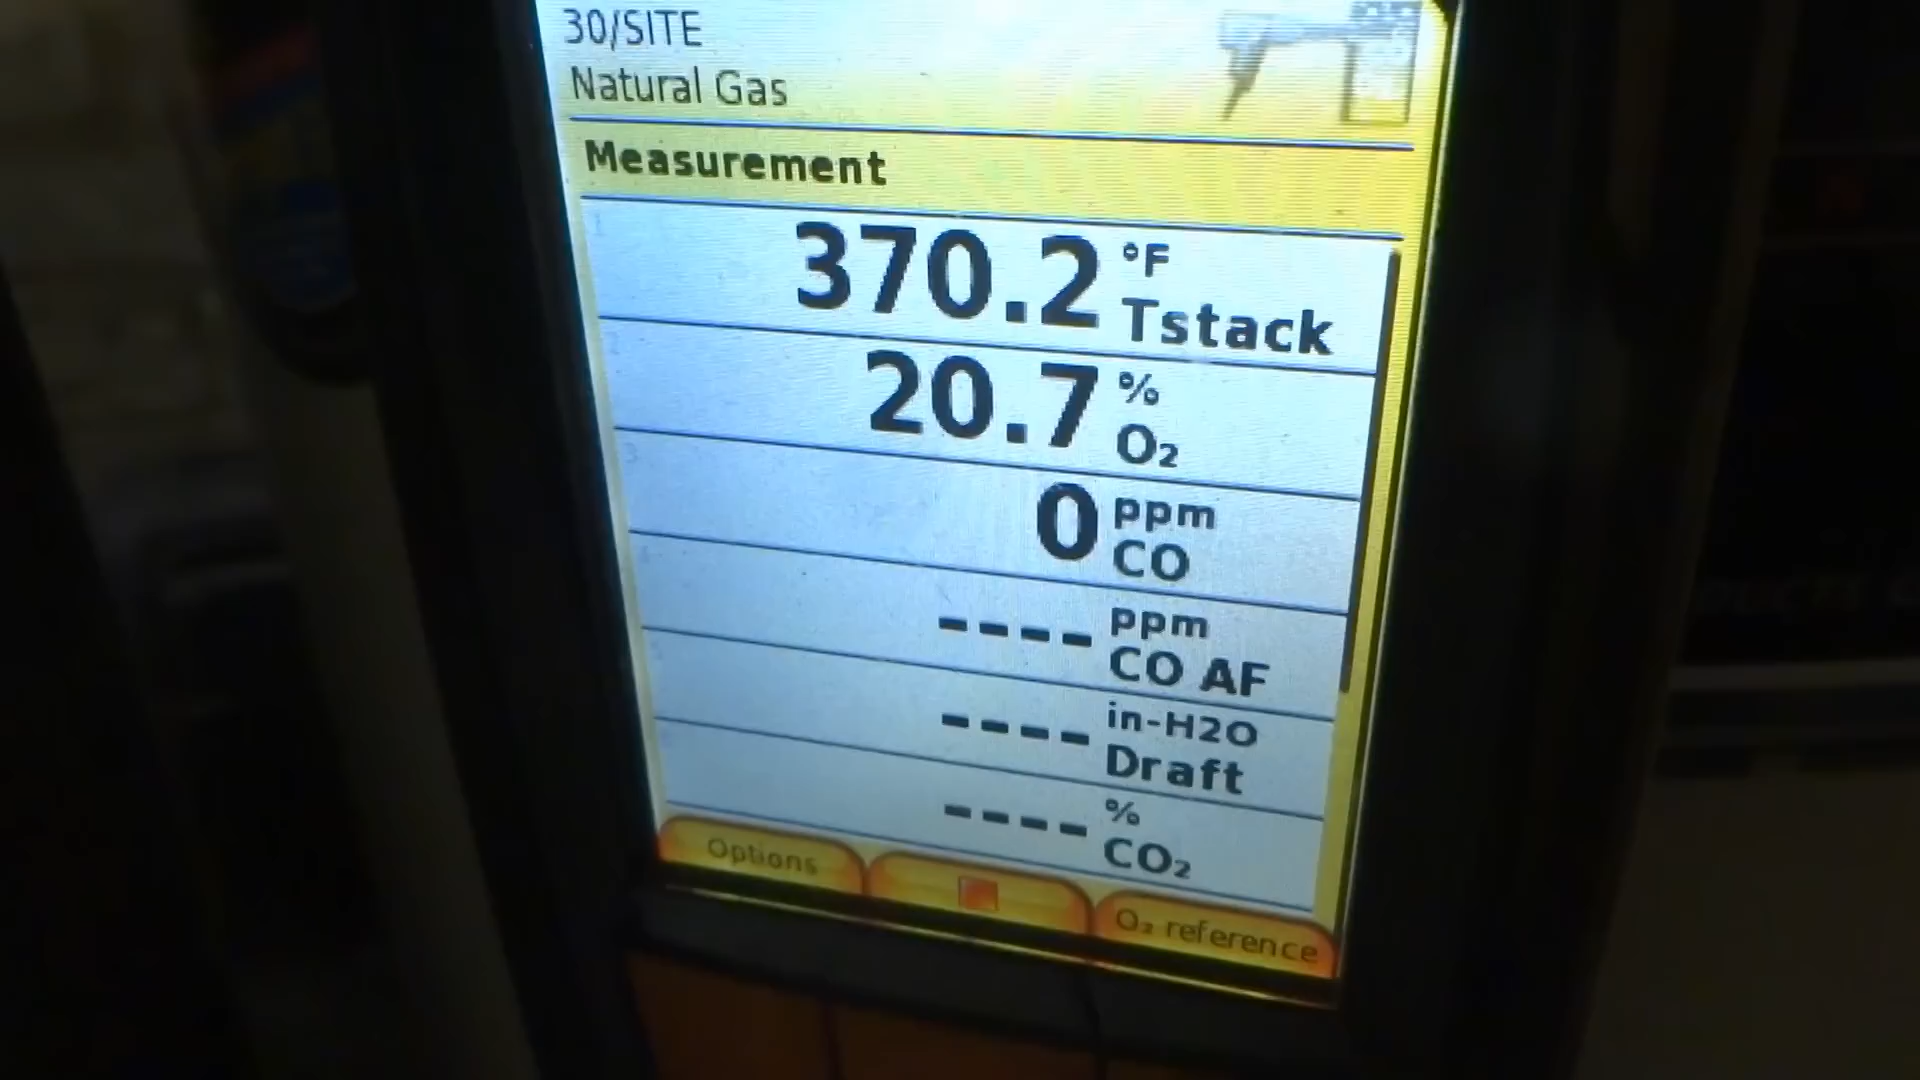 30/SITE
Natural Gas
Measurement
370.2 °F Tstack
20.7 % O₂
0 ppm CO
---- ppm CO AF
---- in-H2O Draft
---- % CO₂
Options
O₂ reference